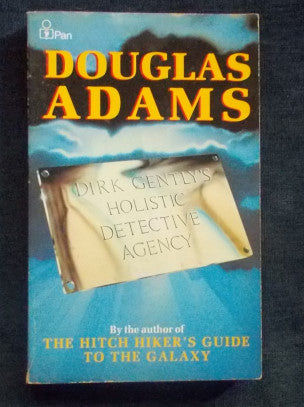 Pan
DOUGLAS
ADAMS
DIRK GENTLY'S
HOLISTIC
DETECTIVE
AGENCY
By the author of
THE HITCH HIKER'S GUIDE
TO THE GALAXY